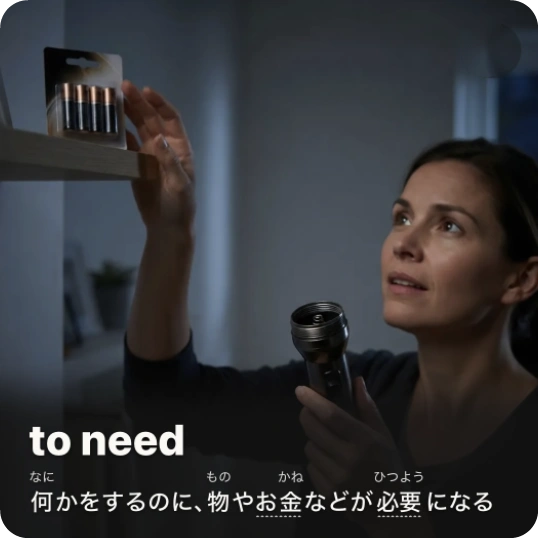 to need
なに もの かね ひつよう
何かをするのに、物やお金などが必要になる